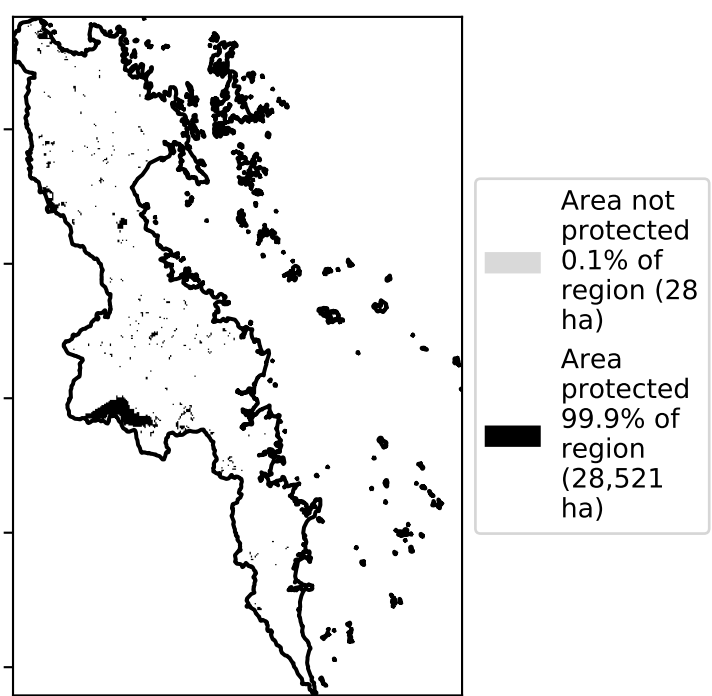 Area not
protected
0.1% of
region (28
ha)
Area
protected
99.9% of
region
(28,521
ha)